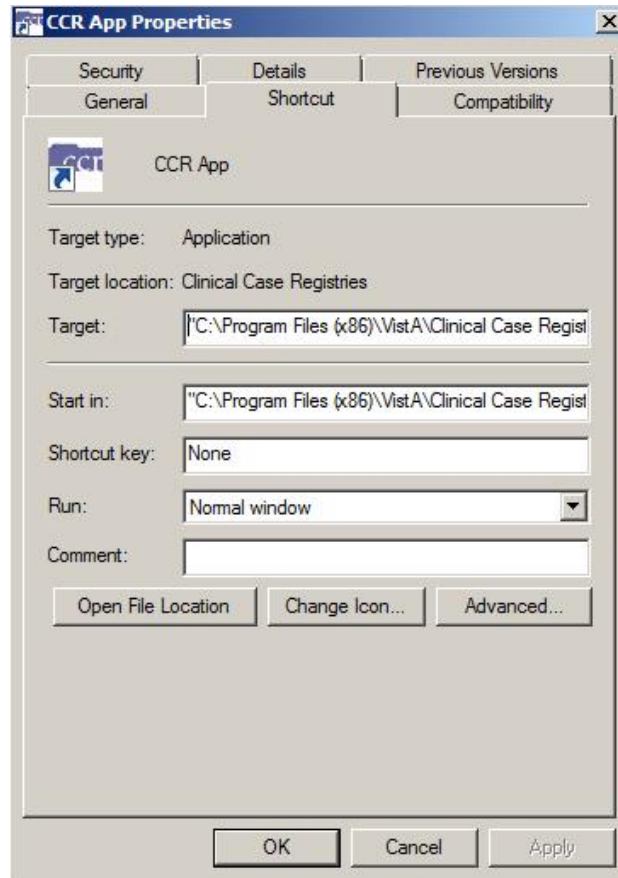 CCR App Properties
Security Details Previous Versions
General Shortcut Compatibility
CCR App
Target type: Application
Target location: Clinical Case Registries
Target: "C:\Program Files (x86)\VistA\Clinical Case Regist
Start in: "C:\Program Files (x86)\VistA\Clinical Case Regist
Shortcut key: None
Run: Normal window
Comment:
Open File Location Change Icon... Advanced...
OK Cancel Apply